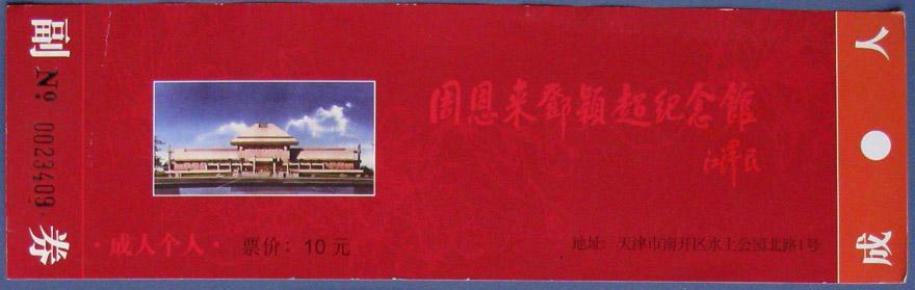 副券
№ 0023409
周恩来邓颖超纪念馆
江泽民
·成人个人·
票价：10元
地址：天津市南开区水上公园北路1号
成人